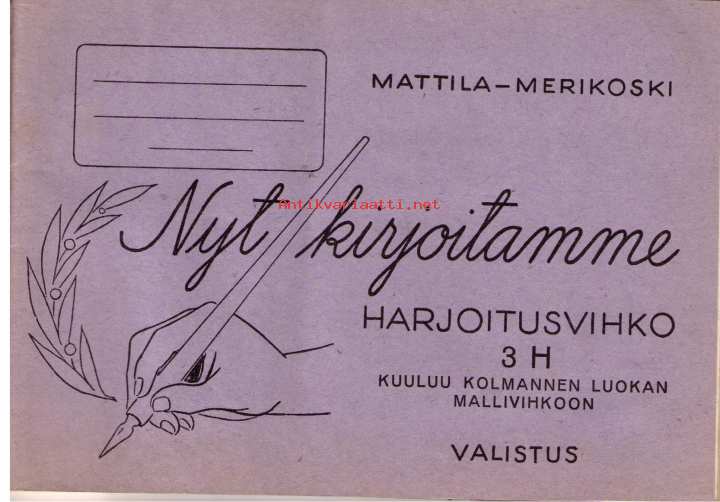 MATTILA–MERIKOSKI
Antikvariaatti.net
Nyt kirjoitamme
HARJOITUSVIHKO
3 H
KUULUU KOLMANNEN LUOKAN
MALLIVIHKOON
VALISTUS